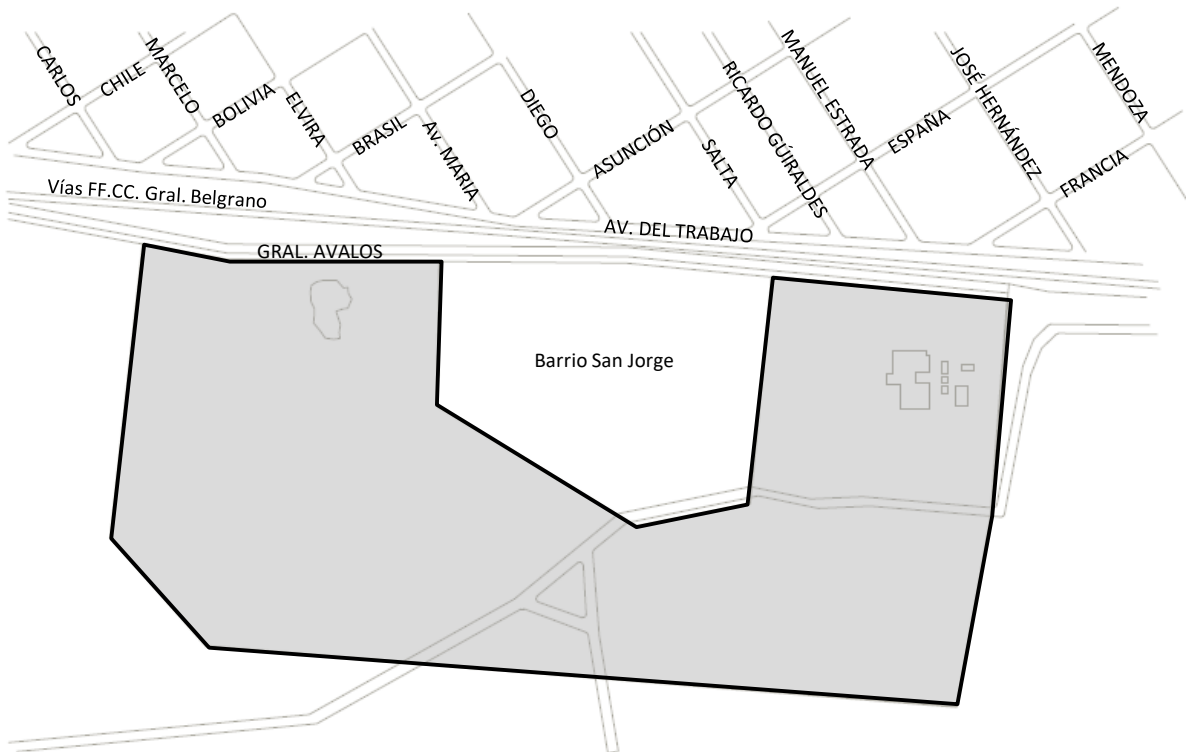 CARLOS
CHILE
MARCELO
BOLIVIA
ELVIRA
BRASIL
Av. MARIA
DIEGO
ASUNCIÓN
SALTA
RICARDO GÚIRALDES
MANUEL ESTRADA
ESPAÑA
JOSÉ HERNÁNDEZ
FRANCIA
MENDOZA
Vías FF.CC. Gral. Belgrano
AV. DEL TRABAJO
GRAL. AVALOS
Barrio San Jorge